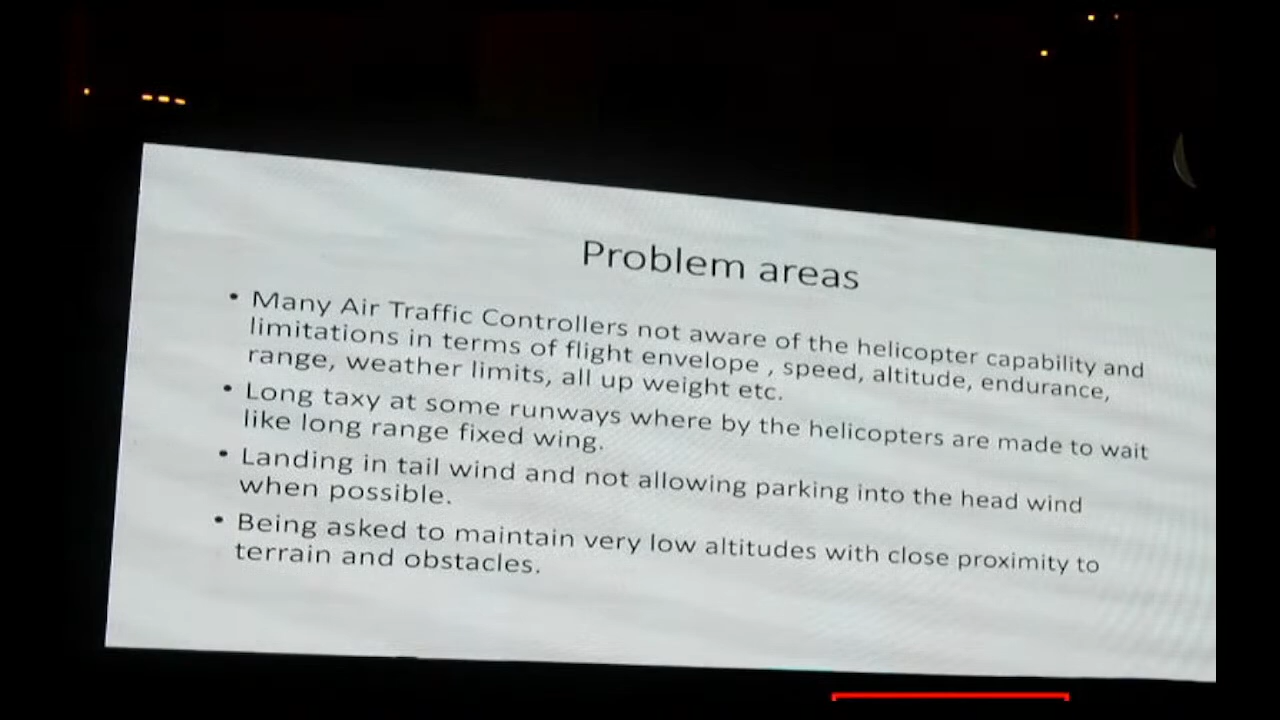 Problem areas
• Many Air Traffic Controllers not aware of the helicopter capability and
limitations in terms of flight envelope , speed, altitude, endurance,
range, weather limits, all up weight etc.
• Long taxy at some runways where by the helicopters are made to wait
like long range fixed wing.
• Landing in tail wind and not allowing parking into the head wind
when possible.
• Being asked to maintain very low altitudes with close proximity to
terrain and obstacles.